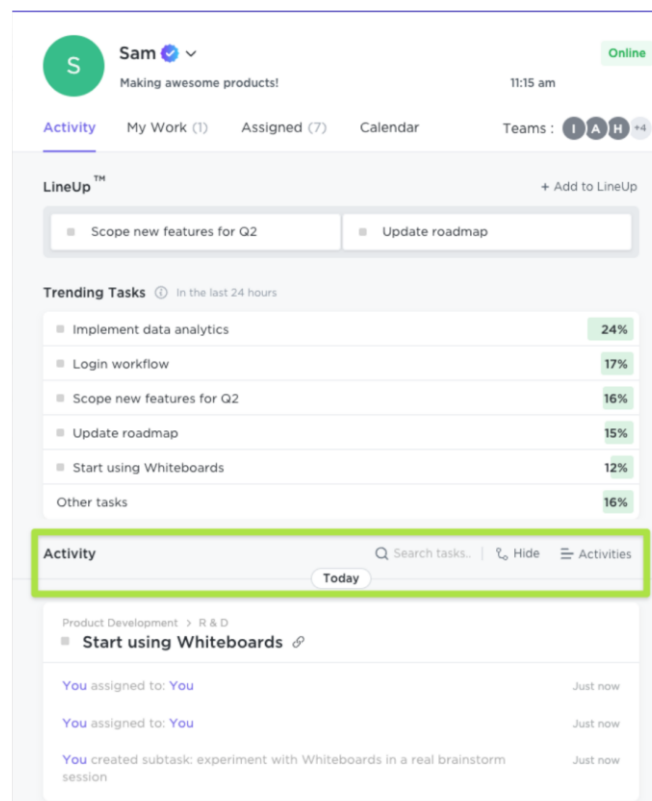 S
Sam
Online
Making awesome products!
11:15 am
Activity
My Work (1)
Assigned (7)
Calendar
Teams : I A H +4
LineUp™
+ Add to LineUp
Scope new features for Q2
Update roadmap
Trending Tasks In the last 24 hours
Implement data analytics 24%
Login workflow 17%
Scope new features for Q2 16%
Update roadmap 15%
Start using Whiteboards 12%
Other tasks 16%
Activity
Search tasks..
Hide
Activities
Today
Product Development > R & D
Start using Whiteboards
You assigned to: You Just now
You assigned to: You Just now
You created subtask: experiment with Whiteboards in a real brainstorm Just now
session